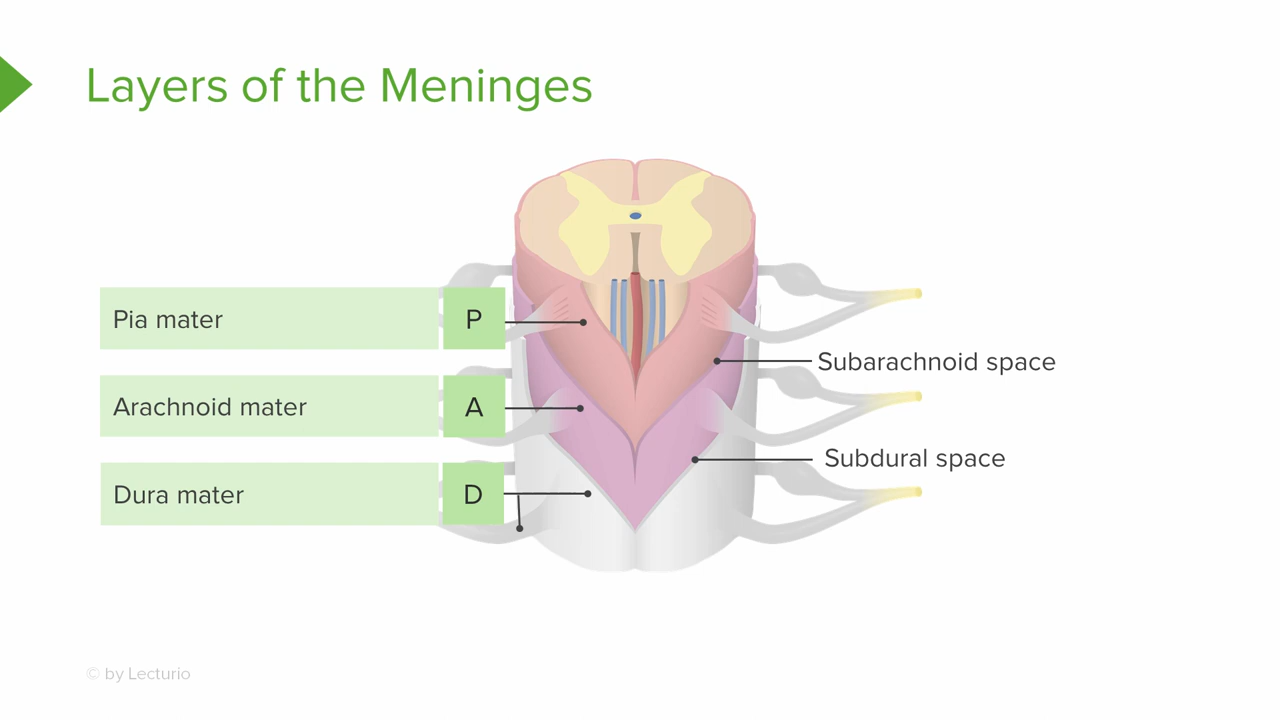 Layers of the Meninges
Pia mater P
Arachnoid mater A
Dura mater D
Subarachnoid space
Subdural space
© by Lecturio